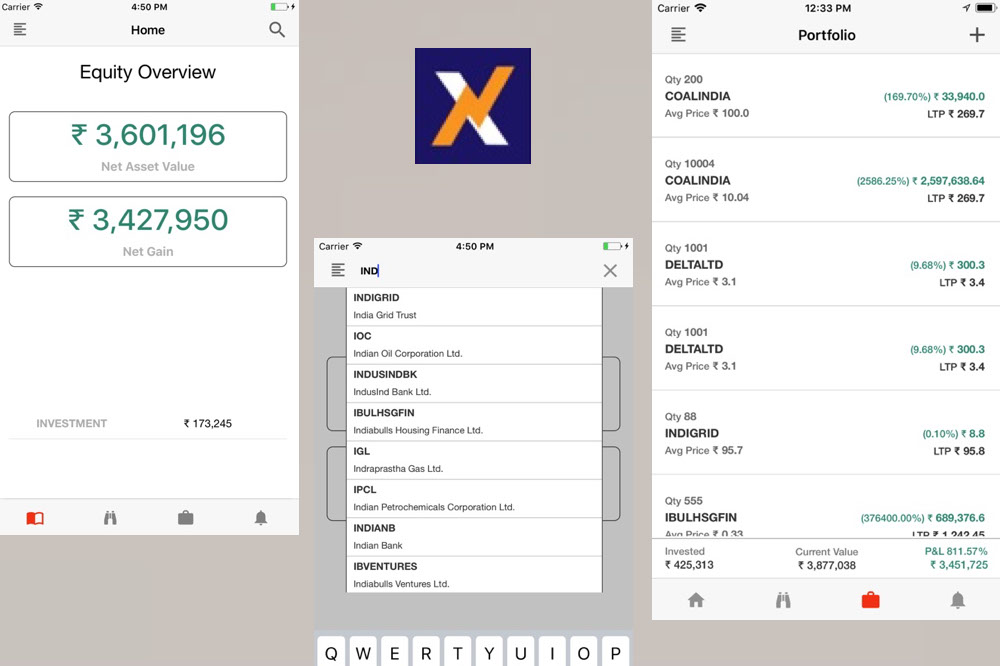 Carrier 4:50 PM
Home
Equity Overview
₹ 3,601,196
Net Asset Value
₹ 3,427,950
Net Gain
INVESTMENT ₹ 173,245
Carrier 4:50 PM
IND
INDIGRID
India Grid Trust
IOC
Indian Oil Corporation Ltd.
INDUSINDBK
IndusInd Bank Ltd.
IBULHSGFIN
Indiabulls Housing Finance Ltd.
IGL
Indraprastha Gas Ltd.
IPCL
Indian Petrochemicals Corporation Ltd.
INDIANB
Indian Bank
IBVENTURES
Indiabulls Ventures Ltd.
Q W E R T Y U I O P
Carrier 12:33 PM
Portfolio
Qty 200
COALINDIA (169.70%) ₹ 33,940.0
Avg Price ₹ 100.0 LTP ₹ 269.7
Qty 10004
COALINDIA (2586.25%) ₹ 2,597,638.64
Avg Price ₹ 10.04 LTP ₹ 269.7
Qty 1001
DELTALTD (9.68%) ₹ 300.3
Avg Price ₹ 3.1 LTP ₹ 3.4
Qty 1001
DELTALTD (9.68%) ₹ 300.3
Avg Price ₹ 3.1 LTP ₹ 3.4
Qty 88
INDIGRID (0.10%) ₹ 8.8
Avg Price ₹ 95.7 LTP ₹ 95.8
Qty 555
IBULHSGFIN (376400.00%) ₹ 689,376.6
Avg Price ₹ 0.33 LTP ₹ 1,242.45
Invested Current Value P&L 811.57%
₹ 425,313 ₹ 3,877,038 ₹ 3,451,725